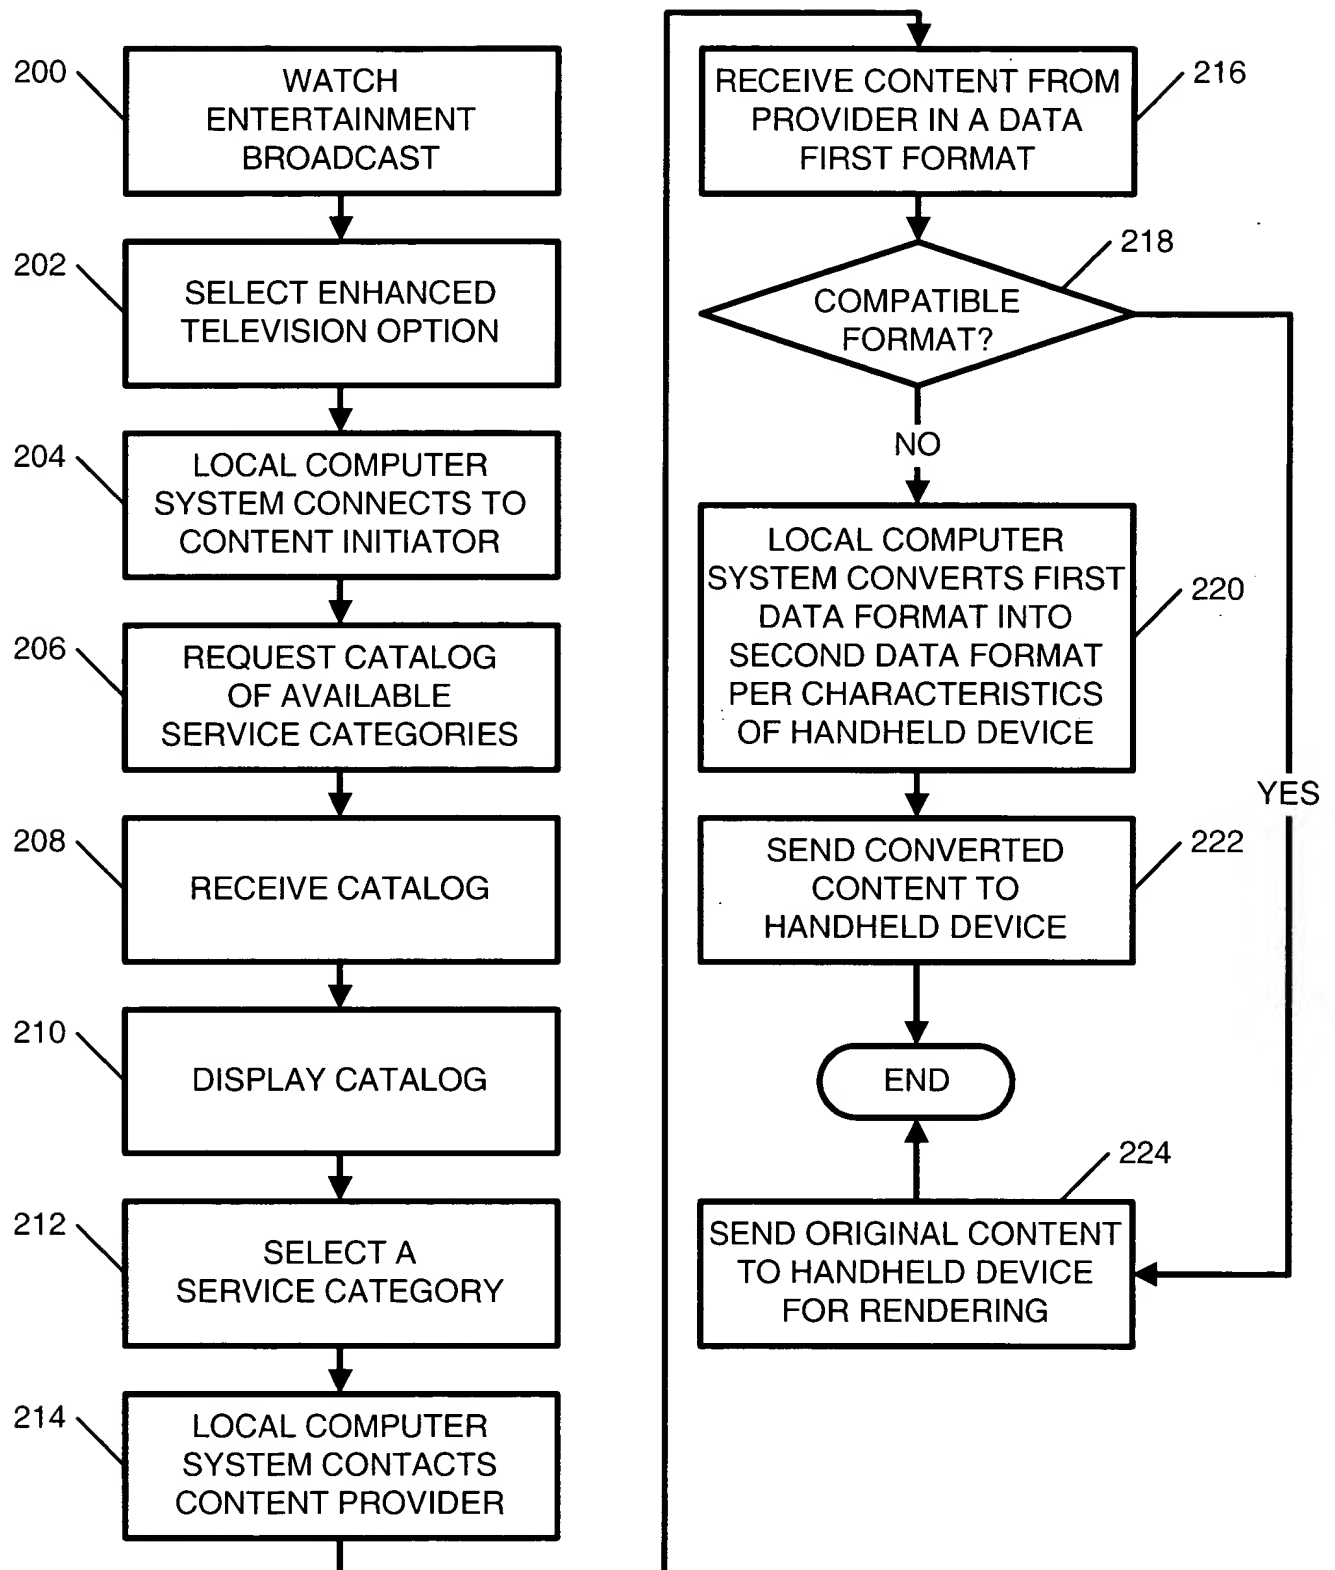 200
WATCH
ENTERTAINMENT
BROADCAST
202
SELECT ENHANCED
TELEVISION OPTION
204
LOCAL COMPUTER
SYSTEM CONNECTS TO
CONTENT INITIATOR
206
REQUEST CATALOG
OF AVAILABLE
SERVICE CATEGORIES
208
RECEIVE CATALOG
210
DISPLAY CATALOG
212
SELECT A
SERVICE CATEGORY
214
LOCAL COMPUTER
SYSTEM CONTACTS
CONTENT PROVIDER
216
RECEIVE CONTENT FROM
PROVIDER IN A DATA
FIRST FORMAT
218
COMPATIBLE
FORMAT?
NO
220
LOCAL COMPUTER
SYSTEM CONVERTS FIRST
DATA FORMAT INTO
SECOND DATA FORMAT
PER CHARACTERISTICS
OF HANDHELD DEVICE
YES
222
SEND CONVERTED
CONTENT TO
HANDHELD DEVICE
END
224
SEND ORIGINAL CONTENT
TO HANDHELD DEVICE
FOR RENDERING